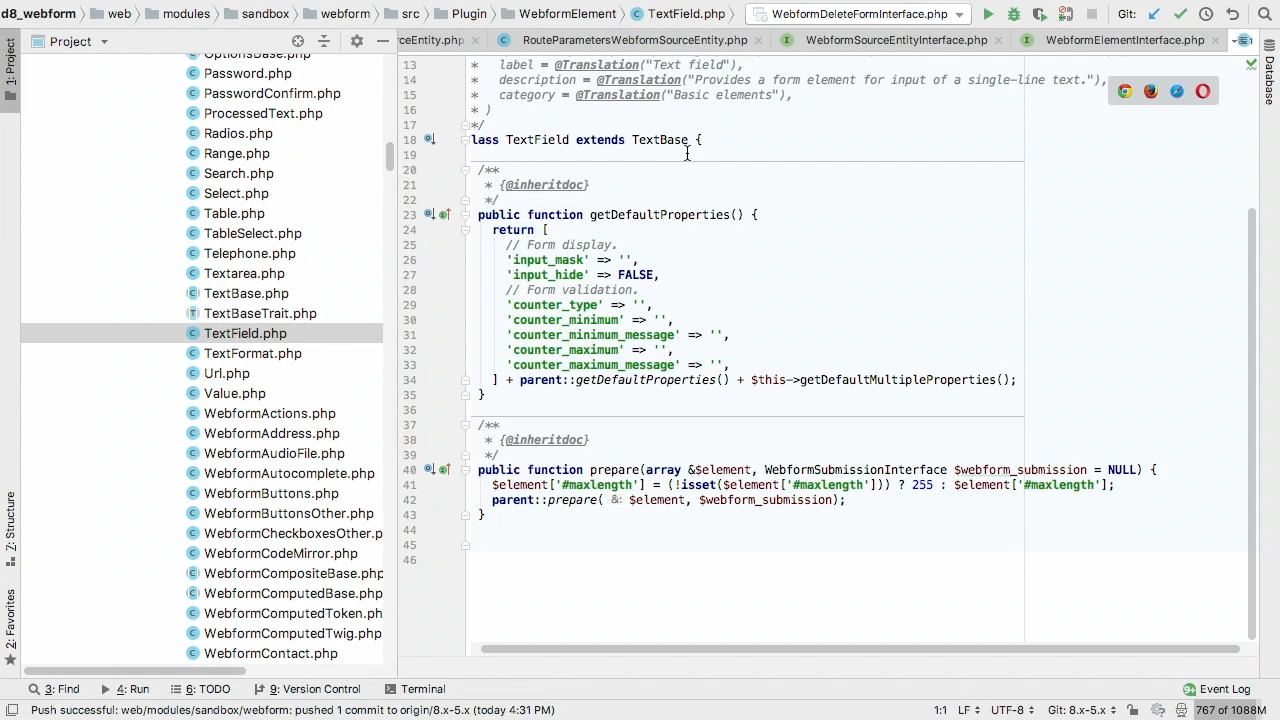 d8_webform web modules sandbox webform src Plugin WebformElement TextField.php WebformDeleteFormInterface.php Git:
Project
rceEntity.php RouteParametersWebformSourceEntity.php WebformSourceEntityInterface.php WebformElementInterface.php
1: Project
7: Structure
2: Favorites
Database
OptionsBase.php
Password.php
PasswordConfirm.php
ProcessedText.php
Radios.php
Range.php
Search.php
Select.php
Table.php
TableSelect.php
Telephone.php
Textarea.php
TextBase.php
TextBaseTrait.php
TextField.php
TextFormat.php
Url.php
Value.php
WebformActions.php
WebformAddress.php
WebformAudioFile.php
WebformAutocomplete.php
WebformButtons.php
WebformButtonsOther.php
WebformCheckboxesOther.p
WebformCodeMirror.php
WebformCompositeBase.php
WebformComputedBase.php
WebformComputedToken.ph
WebformComputedTwig.php
WebformContact.php
13 *   label = @Translation("Text field"),
14 *   description = @Translation("Provides a form element for input of a single-line text."),
15 *   category = @Translation("Basic elements"),
16 * )
17 */
18 lass TextField extends TextBase {
19
20 /**
21 * {@inheritdoc}
22 */
23 public function getDefaultProperties() {
24 return [
25 // Form display.
26 'input_mask' => '',
27 'input_hide' => FALSE,
28 // Form validation.
29 'counter_type' => '',
30 'counter_minimum' => '',
31 'counter_minimum_message' => '',
32 'counter_maximum' => '',
33 'counter_maximum_message' => '',
34 ] + parent::getDefaultProperties() + $this->getDefaultMultipleProperties();
35 }
36
37 /**
38 * {@inheritdoc}
39 */
40 public function prepare(array &$element, WebformSubmissionInterface $webform_submission = NULL) {
41 $element['#maxlength'] = (!isset($element['#maxlength'])) ? 255 : $element['#maxlength'];
42 parent::prepare( &: $element, $webform_submission);
43 }
44
45
46
3: Find 4: Run 6: TODO 9: Version Control Terminal 9+ Event Log
Push successful: web/modules/sandbox/webform: pushed 1 commit to origin/8.x-5.x (today 4:31 PM) 1:1 LF UTF-8 Git: 8.x-5.x 767 of 1088M